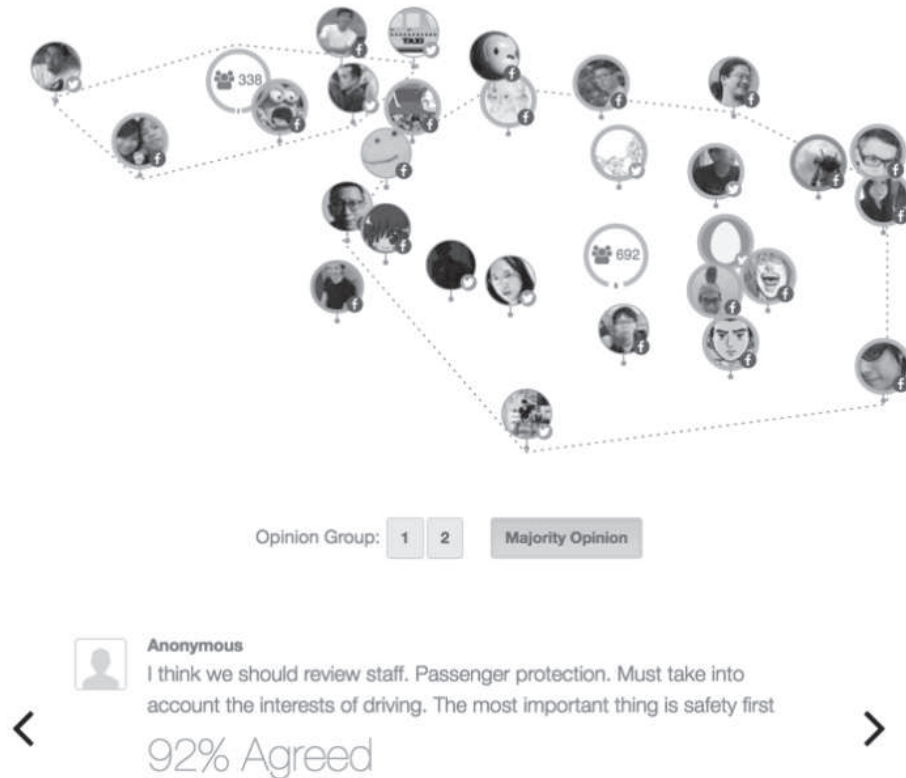 TAXI
338
692
Opinion Group: 1 2 Majority Opinion
Anonymous
I think we should review staff. Passenger protection. Must take into
account the interests of driving. The most important thing is safety first
92% Agreed